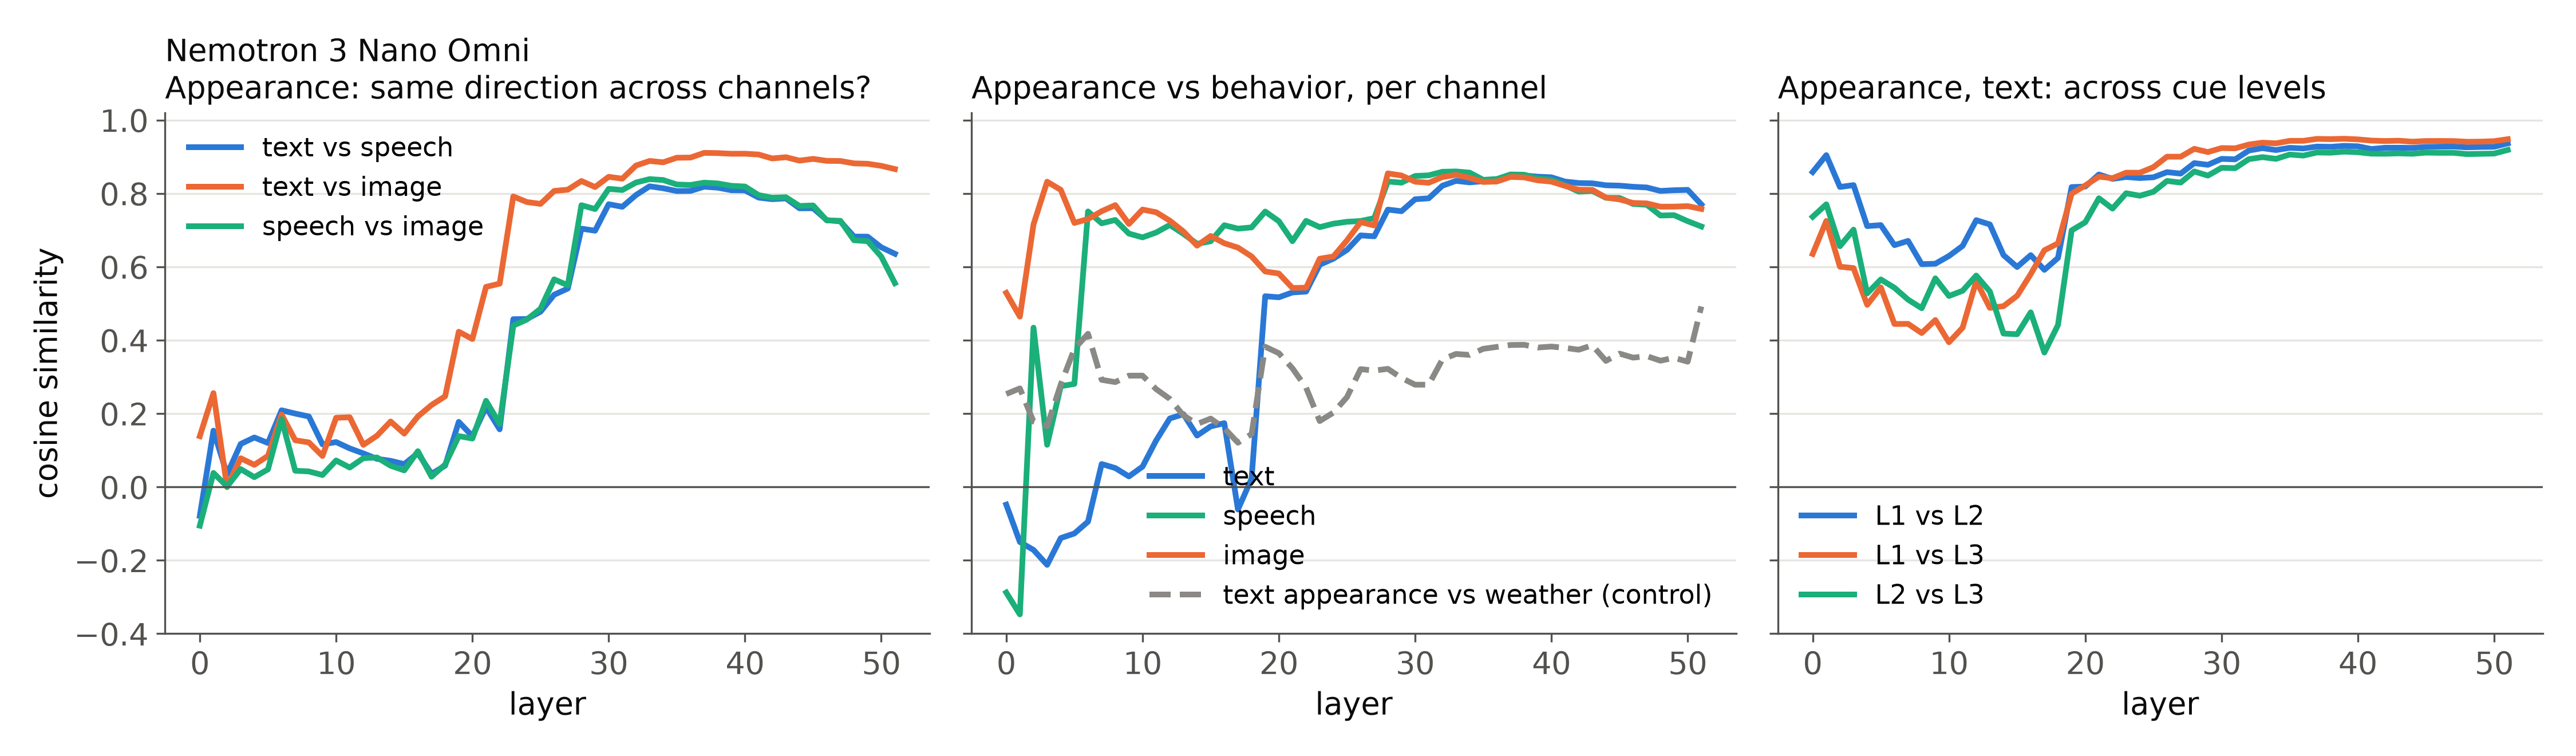 Nemotron 3 Nano Omni
Appearance: same direction across channels?
cosine similarity
1.0
0.8
0.6
0.4
0.2
0.0
−0.2
−0.4
text vs speech
text vs image
speech vs image
0 10 20 30 40 50
layer
Appearance vs behavior, per channel
text
speech
image
text appearance vs weather (control)
0 10 20 30 40 50
layer
Appearance, text: across cue levels
L1 vs L2
L1 vs L3
L2 vs L3
0 10 20 30 40 50
layer